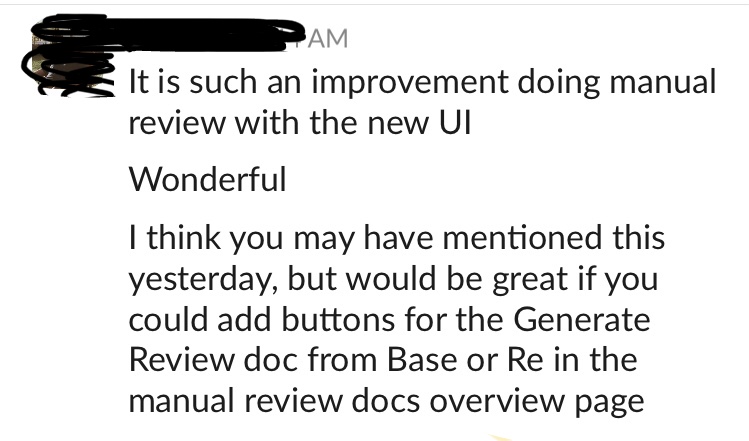 AM
It is such an improvement doing manual
review with the new UI
Wonderful
I think you may have mentioned this
yesterday, but would be great if you
could add buttons for the Generate
Review doc from Base or Re in the
manual review docs overview page